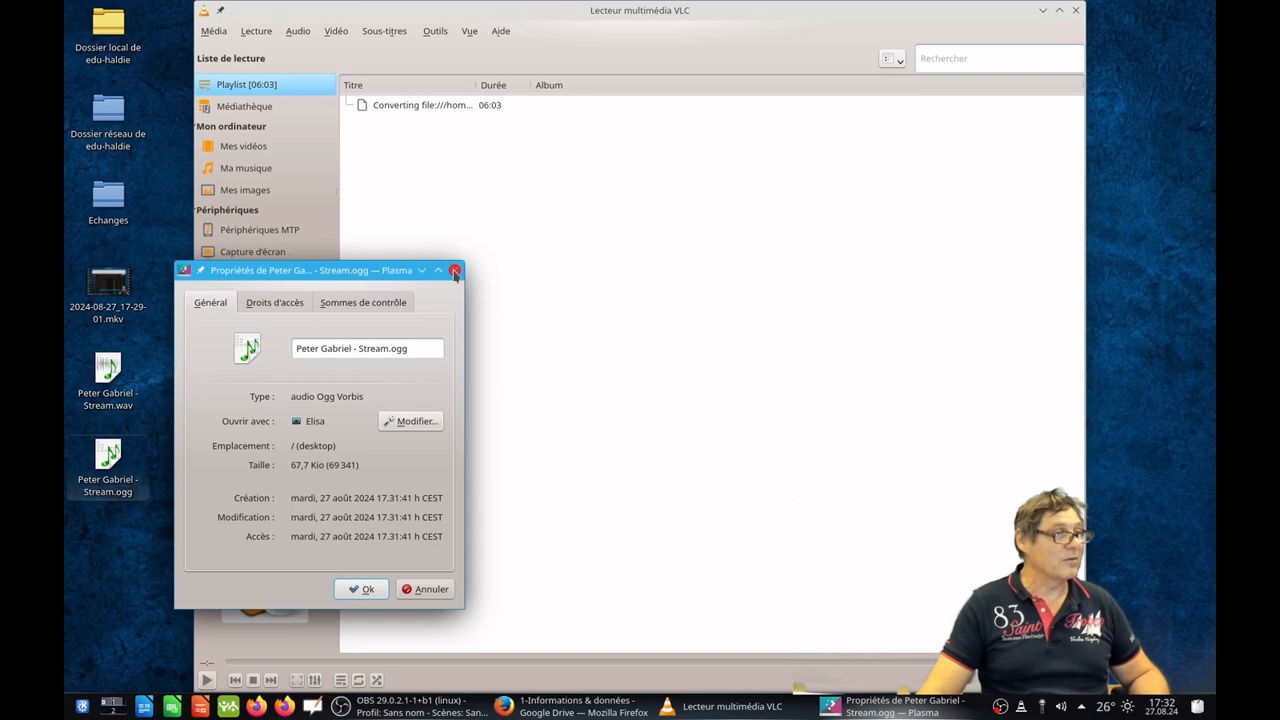 Dossier local de
edu-haldie
Dossier réseau de
edu-haldie
Echanges
2024-08-27_17-29-
01.mkv
Peter Gabriel -
Stream.wav
Peter Gabriel -
Stream.ogg
Lecteur multimédia VLC
Média
Lecture
Audio
Vidéo
Sous-titres
Outils
Vue
Aide
Liste de lecture
Rechercher
Playlist [06:03]
Médiathèque
Mon ordinateur
Mes vidéos
Ma musique
Mes images
Périphériques
Périphériques MTP
Capture d'écran
Titre
Durée
Album
Converting file:///hom... 06:03
Propriétés de Peter Ga... - Stream.ogg — Plasma
Général
Droits d'accès
Sommes de contrôle
Peter Gabriel - Stream.ogg
Type : audio Ogg Vorbis
Ouvrir avec : Elisa
Modifier...
Emplacement : / (desktop)
Taille : 67,7 Kio (69 341)
Création : mardi, 27 août 2024 17.31.41 h CEST
Modification : mardi, 27 août 2024 17.31.41 h CEST
Accès : mardi, 27 août 2024 17.31.41 h CEST
Ok
Annuler
--:--
83
Saint Tropez
1
2
OBS 29.0.2.1-1+b1 (linux) -
Profil: Sans nom - Scènes: San...
1-Informations & données -
Google Drive — Mozilla Firefox
Lecteur multimédia VLC
Propriétés de Peter Gabriel -
Stream.ogg — Plasma
26°
17:32
27.08.24